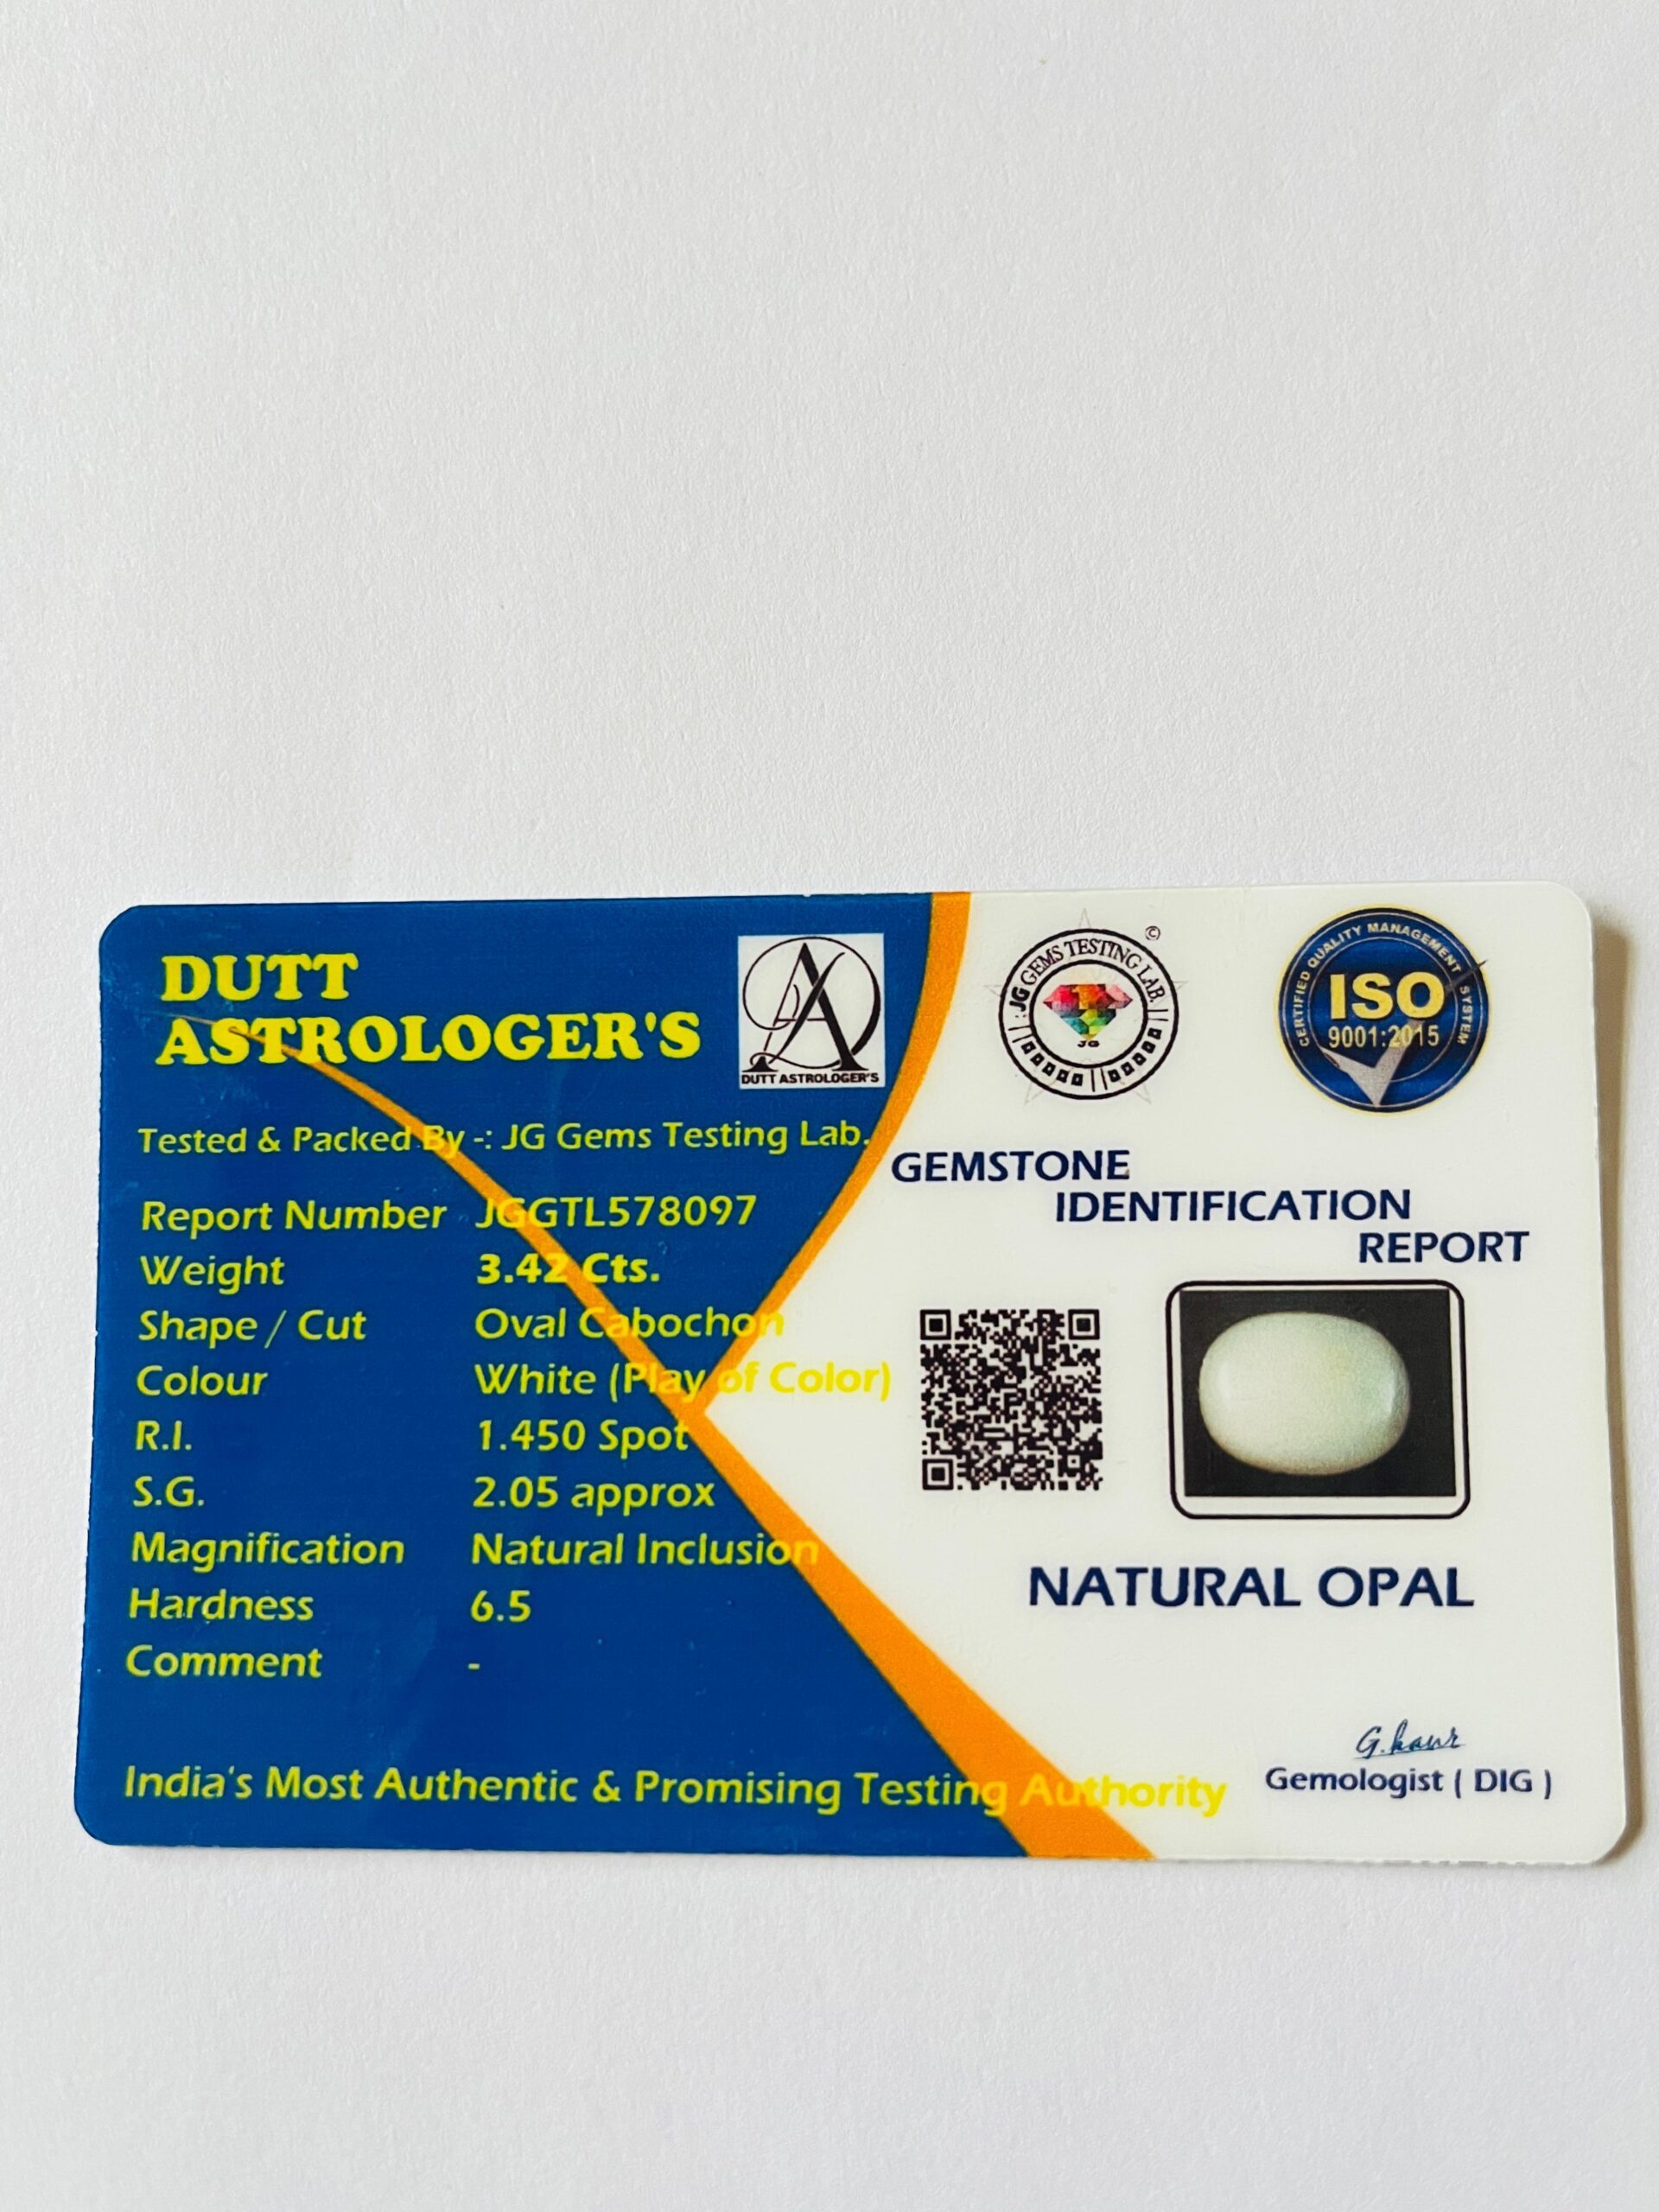 DUTT
ASTROLOGER'S
DUTT ASTROLOGER'S
Tested & Packed By -: JG Gems Testing Lab.
Report Number JGGTL578097
Weight 3.42 Cts.
Shape / Cut Oval Cabochon
Colour White (Play of Color)
R.I. 1.450 Spot
S.G. 2.05 approx
Magnification Natural Inclusion
Hardness 6.5
Comment -
India's Most Authentic & Promising Testing Authority
JG GEMS TESTING LAB.
©
JG
CERTIFIED QUALITY MANAGEMENT SYSTEM
ISO
9001:2015
GEMSTONE
IDENTIFICATION
REPORT
NATURAL OPAL
G.kaur
Gemologist ( DIG )